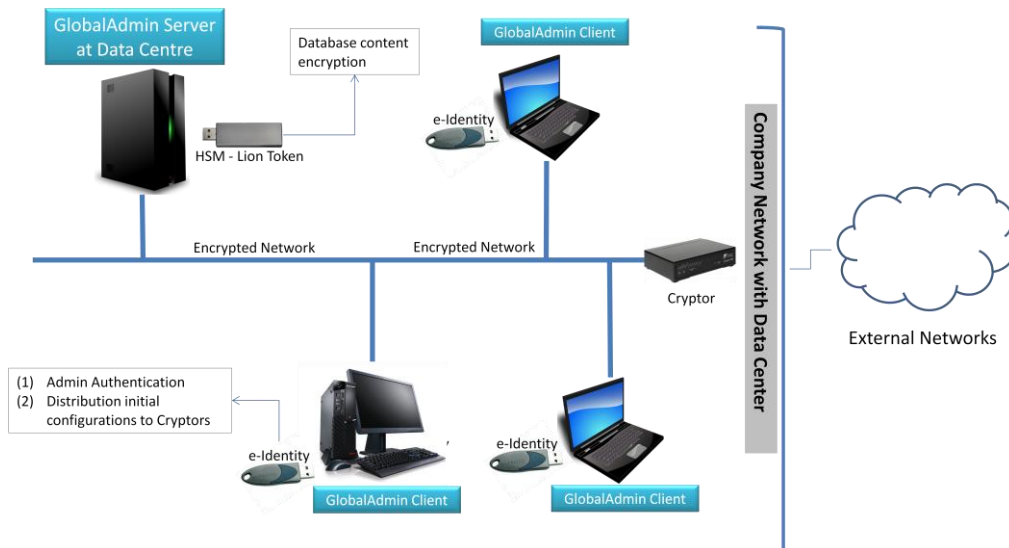 GlobalAdmin Server
at Data Centre
Database content
encryption
GlobalAdmin Client
e-Identity
HSM - Lion Token
Encrypted Network
Encrypted Network
Cryptor
Company Network with Data Center
External Networks
(1) Admin Authentication
(2) Distribution initial
configurations to Cryptors
e-Identity
GlobalAdmin Client
e-Identity
GlobalAdmin Client